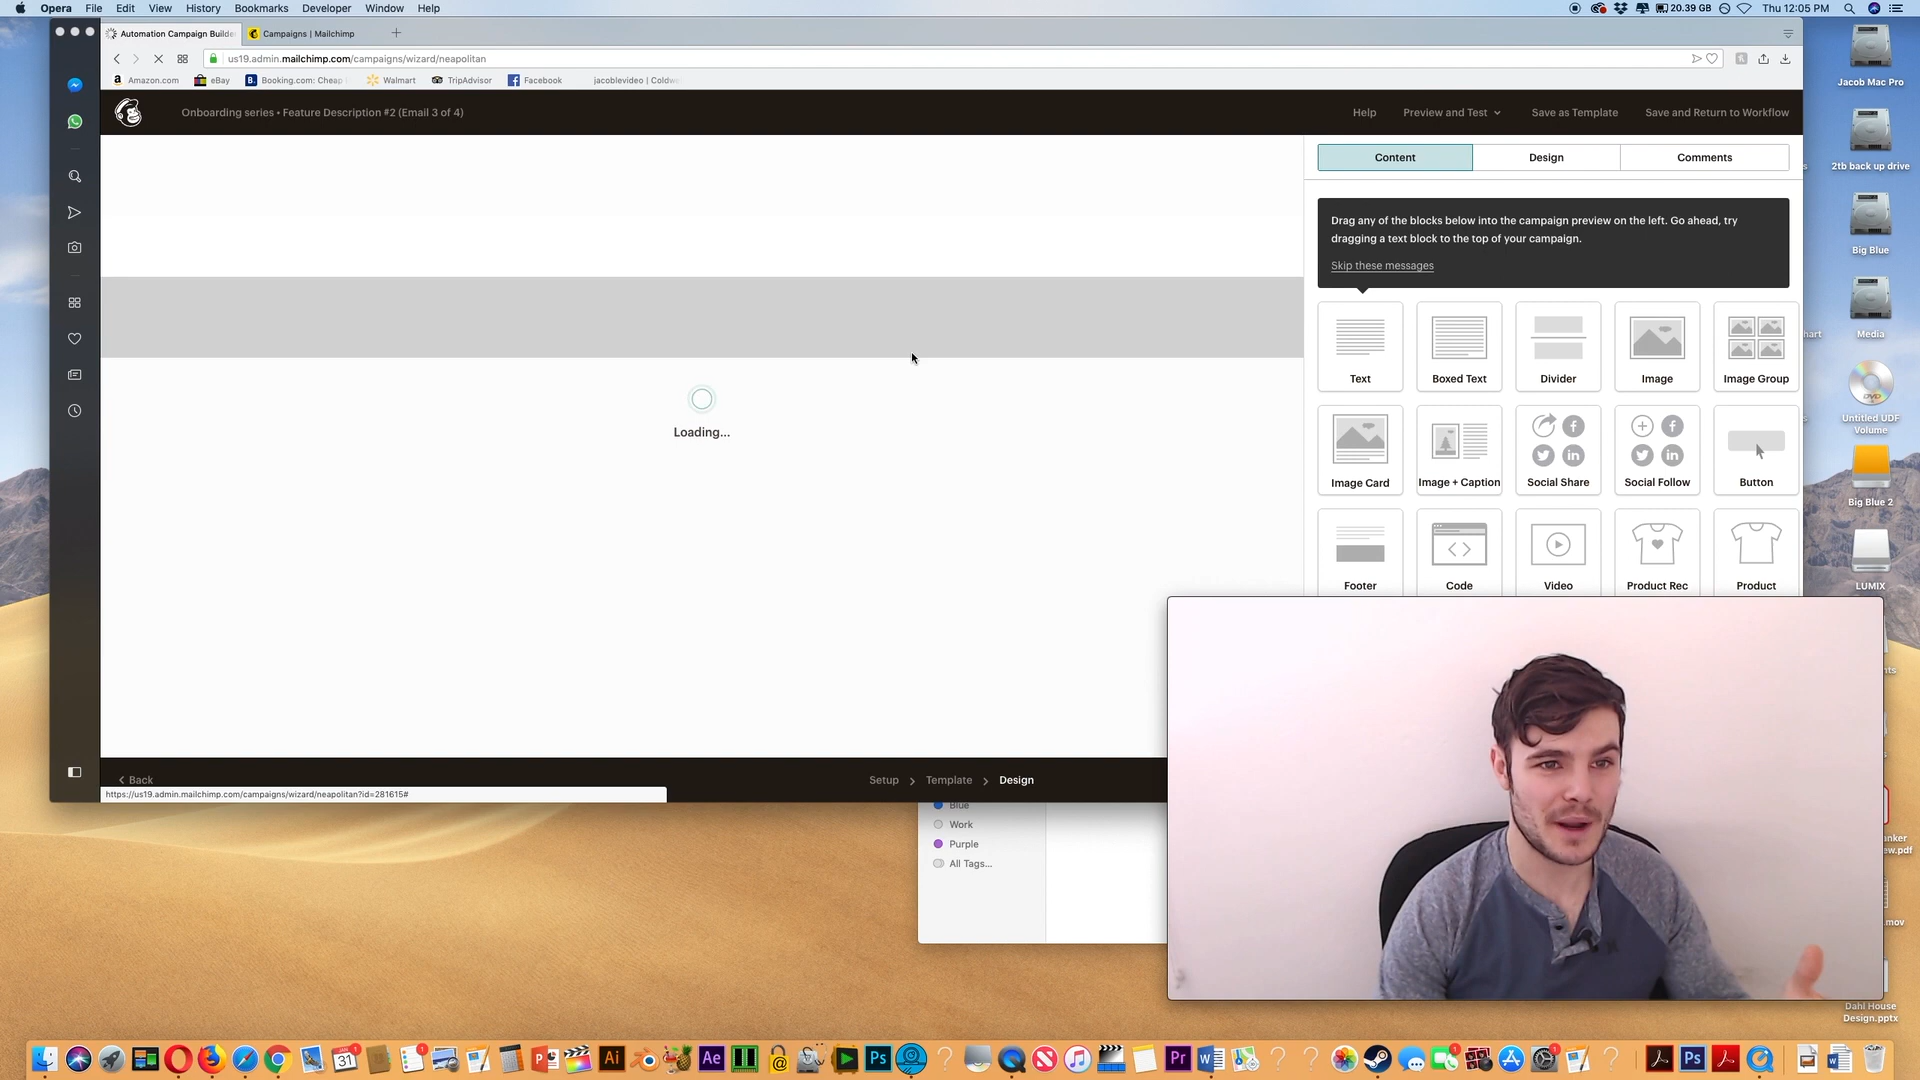 Opera File Edit View History Bookmarks Developer Window Help 20.39 GB Thu 12:05 PM
Automation Campaign Builde Campaigns | Mailchimp
us19.admin.mailchimp.com/campaigns/wizard/neapolitan
Amazon.com eBay Booking.com: Cheap Walmart TripAdvisor Facebook jacoblevideo | Coldw
Onboarding series • Feature Description #2 (Email 3 of 4) Help Preview and Test Save as Template Save and Return to Workflow
Content Design Comments
Drag any of the blocks below into the campaign preview on the left. Go ahead, try
dragging a text block to the top of your campaign.
Skip these messages
Text Boxed Text Divider Image Image Group
Image Card Image + Caption Social Share Social Follow Button
Footer Code Video Product Rec Product
Loading...
Back Setup Template Design
https://us19.admin.mailchimp.com/campaigns/wizard/neapolitan?id=281615#
Blue
Work
Purple
All Tags...
Jacob Mac Pro
2tb back up drive
Big Blue
Media
DVD
Untitled UDF
Volume
Big Blue 2
LUMIX
.mov
Dahl House
Design.pptx
31
Ai
Ae
Ps
Pr
W
Ps